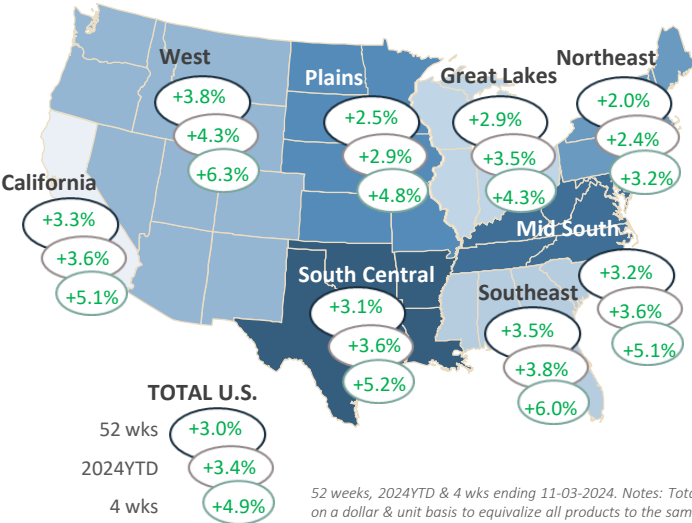 West
+3.8%
+4.3%
+6.3%
Plains
+2.5%
+2.9%
+4.8%
Great Lakes
+2.9%
+3.5%
+4.3%
Northeast
+2.0%
+2.4%
+3.2%
California
+3.3%
+3.6%
+5.1%
South Central
+3.1%
+3.6%
+5.2%
Southeast
+3.5%
+3.8%
+6.0%
Mid South
+3.2%
+3.6%
+5.1%
TOTAL U.S.
52 wks +3.0%
2024YTD +3.4%
4 wks +4.9%
52 weeks, 2024YTD & 4 wks ending 11-03-2024. Notes: Tota
on a dollar & unit basis to equivalize all products to the sam